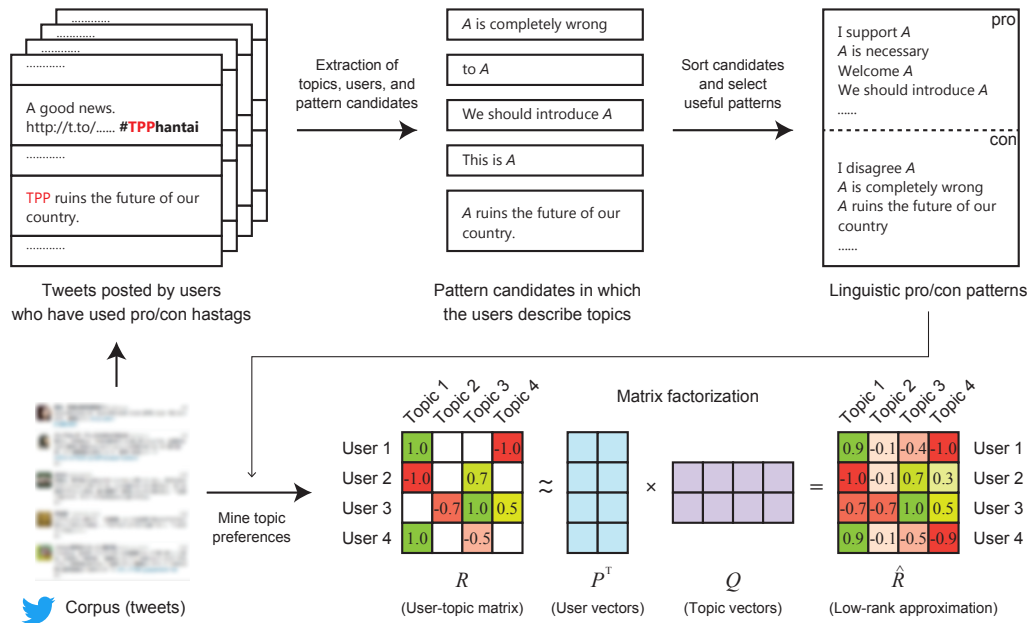 ............
............
............
............
A good news.
http://t.to/...... #TPPhantai
............
TPP ruins the future of our
country.
............
Tweets posted by users
who have used pro/con hastags
Extraction of
topics, users, and
pattern candidates
A is completely wrong
to A
We should introduce A
This is A
A ruins the future of our
country.
Pattern candidates in which
the users describe topics
Sort candidates
and select
useful patterns
pro
I support A
A is necessary
Welcome A
We should introduce A
......
con
I disagree A
A is completely wrong
A ruins the future of our
country
......
Linguistic pro/con patterns
Corpus (tweets)
Mine topic
preferences
Topic 1 Topic 2 Topic 3 Topic 4
User 1 1.0 -1.0
User 2 -1.0 0.7
User 3 -0.7 1.0 0.5
User 4 1.0 -0.5
R
(User-topic matrix)
≈
Matrix factorization
P^T
(User vectors)
×
Q
(Topic vectors)
=
Topic 1 Topic 2 Topic 3 Topic 4
0.9 -0.1 -0.4 -1.0 User 1
-1.0 -0.1 0.7 0.3 User 2
-0.7 -0.7 1.0 0.5 User 3
0.9 -0.1 -0.5 -0.9 User 4
R̂
(Low-rank approximation)